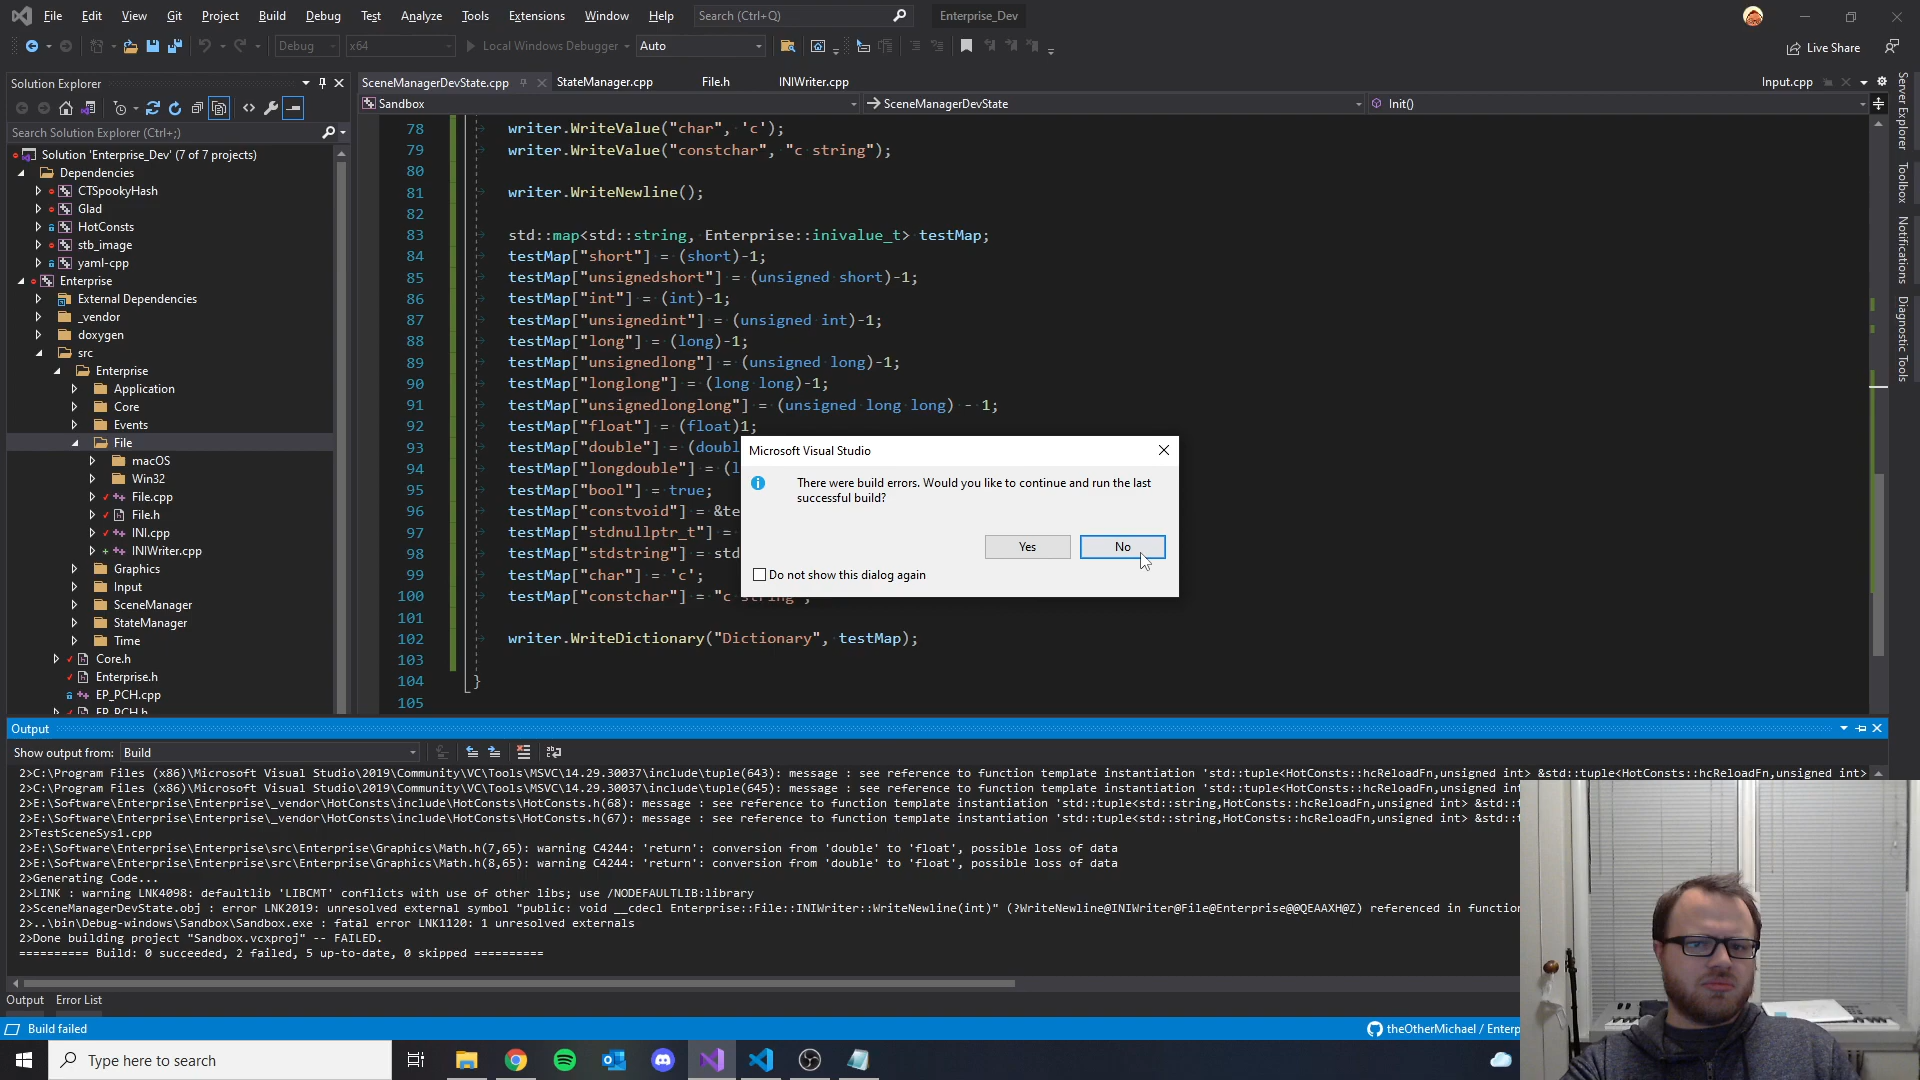 File Edit View Git Project Build Debug Test Analyze Tools Extensions Window Help Search (Ctrl+Q) Enterprise_Dev
Debug x64 Local Windows Debugger Auto Live Share
Solution Explorer
Search Solution Explorer (Ctrl+;)
Solution 'Enterprise_Dev' (7 of 7 projects)
Dependencies
CTSpookyHash
Glad
HotConsts
stb_image
yaml-cpp
Enterprise
External Dependencies
_vendor
doxygen
src
Enterprise
Application
Core
Events
File
macOS
Win32
File.cpp
File.h
INI.cpp
INIWriter.cpp
Graphics
Input
SceneManager
StateManager
Time
Core.h
Enterprise.h
EP_PCH.cpp
EP_PCH.h
SceneManagerDevState.cpp StateManager.cpp File.h INIWriter.cpp Input.cpp
Sandbox SceneManagerDevState Init()
78 writer.WriteValue("char", 'c');
79 writer.WriteValue("constchar", "c string");
80
81 writer.WriteNewline();
82
83 std::map<std::string, Enterprise::inivalue_t> testMap;
84 testMap["short"] = (short)-1;
85 testMap["unsignedshort"] = (unsigned short)-1;
86 testMap["int"] = (int)-1;
87 testMap["unsignedint"] = (unsigned int)-1;
88 testMap["long"] = (long)-1;
89 testMap["unsignedlong"] = (unsigned long)-1;
90 testMap["longlong"] = (long long)-1;
91 testMap["unsignedlonglong"] = (unsigned long long) - 1;
92 testMap["float"] = (float)1;
93 testMap["double"] = (doubl
94 testMap["longdouble"] = (l
95 testMap["bool"] = true;
96 testMap["constvoid"] = &te
97 testMap["stdnullptr_t"] =
98 testMap["stdstring"] = std
99 testMap["char"] = 'c';
100 testMap["constchar"] = "c string";
101
102 writer.WriteDictionary("Dictionary", testMap);
103
104 }
105
Microsoft Visual Studio
There were build errors. Would you like to continue and run the last
successful build?
Yes No
Do not show this dialog again
Server Explorer
Toolbox
Notifications
Diagnostic Tools
Output
Show output from: Build
2>C:\Program Files (x86)\Microsoft Visual Studio\2019\Community\VC\Tools\MSVC\14.29.30037\include\tuple(643): message : see reference to function template instantiation 'std::tuple<HotConsts::hcReloadFn,unsigned int> &std::tuple<HotConsts::hcReloadFn,unsigned int>
2>C:\Program Files (x86)\Microsoft Visual Studio\2019\Community\VC\Tools\MSVC\14.29.30037\include\tuple(645): message : see reference to function template instantiation 'std::tuple<HotConsts::hcReloadFn,unsigned in
2>E:\Software\Enterprise\Enterprise\_vendor\HotConsts\include\HotConsts\HotConsts.h(68): message : see reference to function template instantiation 'std::tuple<std::string,HotConsts::hcReloadFn,unsigned int> &std::t
2>E:\Software\Enterprise\Enterprise\_vendor\HotConsts\include\HotConsts\HotConsts.h(67): message : see reference to function template instantiation 'std::tuple<std::string,HotConsts::hcReloadFn,unsigned int> &std::t
2>TestSceneSys1.cpp
2>E:\Software\Enterprise\Enterprise\src\Enterprise\Graphics\Math.h(7,65): warning C4244: 'return': conversion from 'double' to 'float', possible loss of data
2>E:\Software\Enterprise\Enterprise\src\Enterprise\Graphics\Math.h(8,65): warning C4244: 'return': conversion from 'double' to 'float', possible loss of data
2>Generating Code...
2>LINK : warning LNK4098: defaultlib 'LIBCMT' conflicts with use of other libs; use /NODEFAULTLIB:library
2>SceneManagerDevState.obj : error LNK2019: unresolved external symbol "public: void __cdecl Enterprise::File::INIWriter::WriteNewline(int)" (?WriteNewline@INIWriter@File@Enterprise@@QEAAXH@Z) referenced in function
2>..\bin\Debug-windows\Sandbox\Sandbox.exe : fatal error LNK1120: 1 unresolved externals
2>Done building project "Sandbox.vcxproj" -- FAILED.
========== Build: 0 succeeded, 2 failed, 5 up-to-date, 0 skipped ==========
Output Error List
Build failed theOtherMichael / Enterp
Type here to search